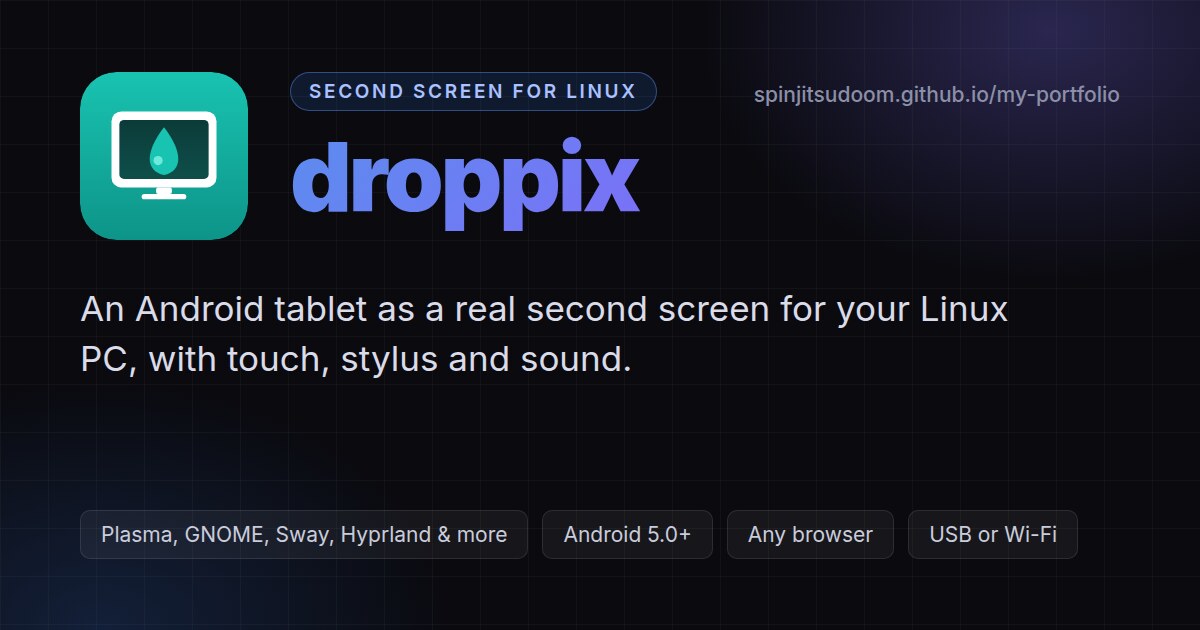 SECOND SCREEN FOR LINUX
spinjitsudoom.github.io/my-portfolio
droppix
An Android tablet as a real second screen for your Linux
PC, with touch, stylus and sound.
Plasma, GNOME, Sway, Hyprland & more
Android 5.0+
Any browser
USB or Wi-Fi